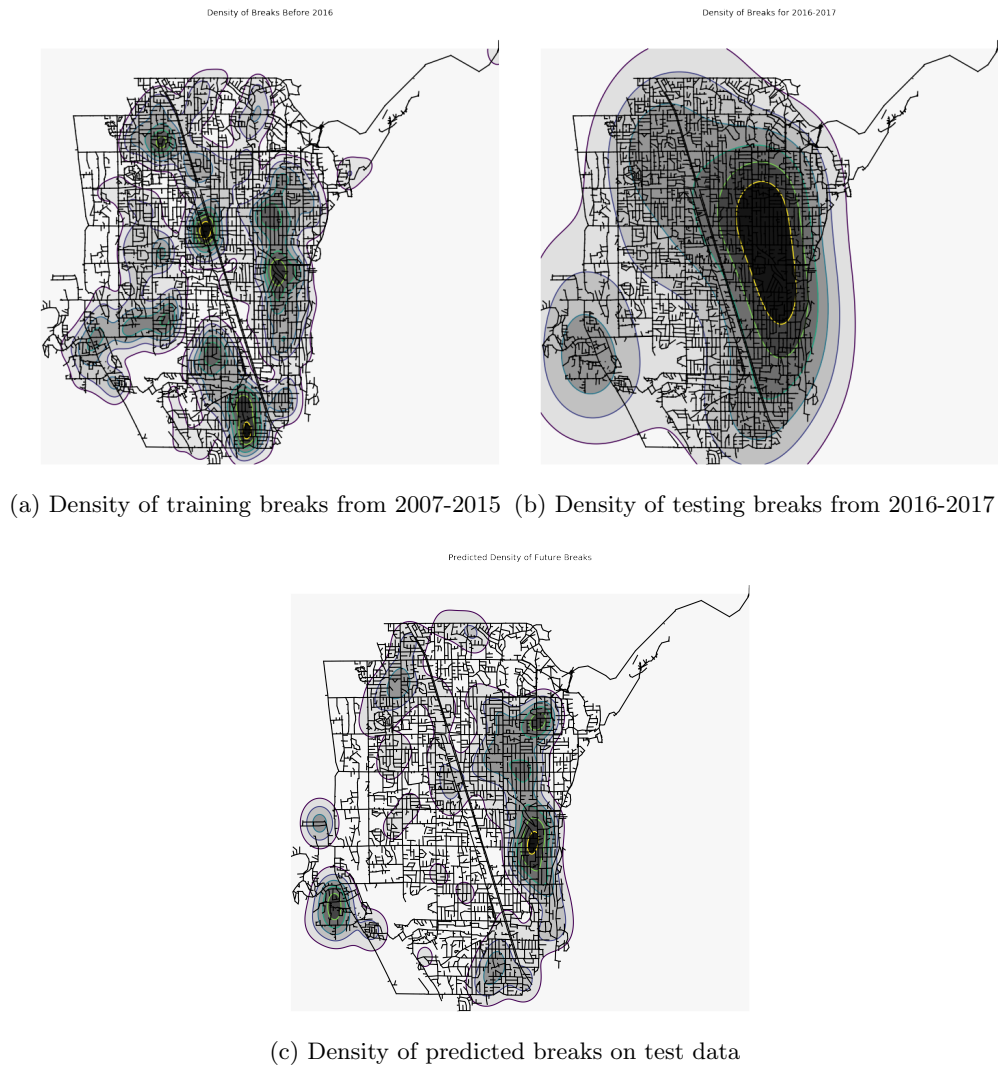 Density of Breaks Before 2016
Density of Breaks for 2016-2017
(a) Density of training breaks from 2007-2015
(b) Density of testing breaks from 2016-2017
Predicted Density of Future Breaks
(c) Density of predicted breaks on test data